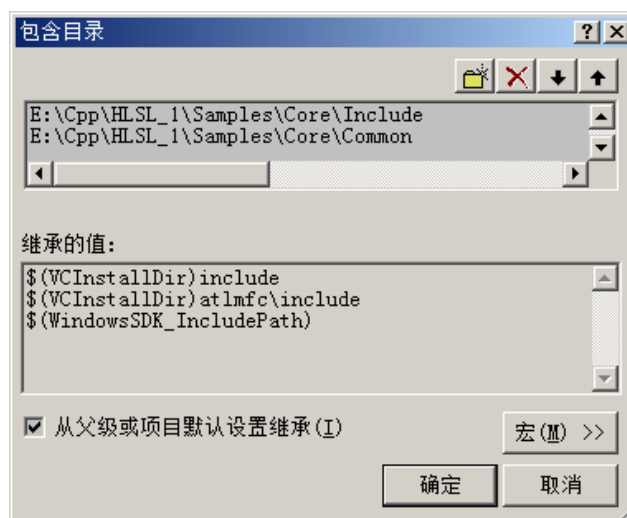 包含目录
E:\Cpp\HLSL_1\Samples\Core\Include
E:\Cpp\HLSL_1\Samples\Core\Common
继承的值:
$(VCInstallDir)include
$(VCInstallDir)atlmfc\include
$(WindowsSDK_IncludePath)
从父级或项目默认设置继承(I)
宏(M) >>
确定
取消